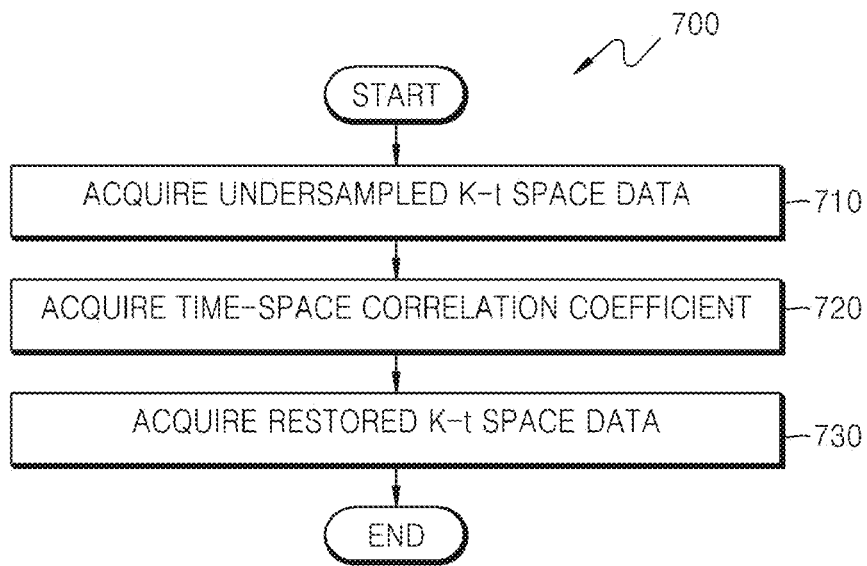 700
START
ACQUIRE UNDERSAMPLED K-t SPACE DATA
710
ACQUIRE TIME-SPACE CORRELATION COEFFICIENT
720
ACQUIRE RESTORED K-t SPACE DATA
730
END